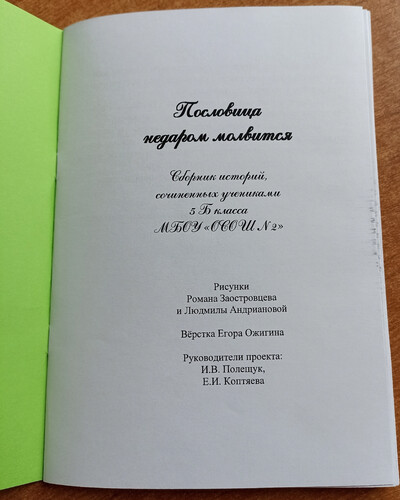 Пословица
недаром молвится
Сборник историй,
сочиненных учениками
5 Б класса
МБОУ «ОСОШ N 2»
Рисунки
Романа Заостровцева
и Людмилы Андриановой
Вёрстка Егора Ожигина
Руководители проекта:
И.В. Полещук,
Е.И. Коптяева